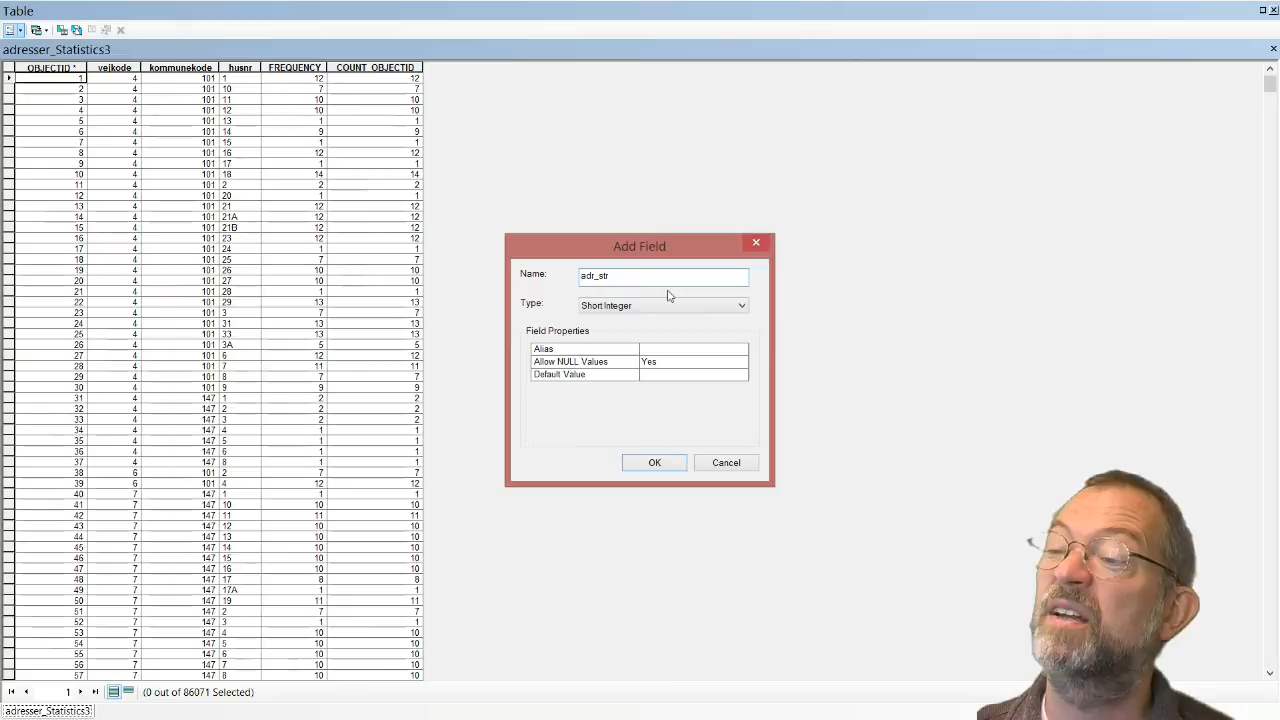 Table
adresser_Statistics3
OBJECTID * vejkode kommunekode husnr FREQUENCY COUNT_OBJECTID
1 4 101 1 12 12
2 4 101 10 7 7
3 4 101 11 10 10
4 4 101 12 10 10
5 4 101 13 1 1
6 4 101 14 9 9
7 4 101 15 1 1
8 4 101 16 12 12
9 4 101 17 1 1
10 4 101 18 14 14
11 4 101 2 2 2
12 4 101 20 1 1
13 4 101 21 12 12
14 4 101 21A 12 12
15 4 101 21B 12 12
16 4 101 23 12 12
17 4 101 24 1 1
18 4 101 25 7 7
19 4 101 26 10 10
20 4 101 27 10 10
21 4 101 28 1 1
22 4 101 29 13 13
23 4 101 3 7 7
24 4 101 31 13 13
25 4 101 33 13 13
26 4 101 3A 5 5
27 4 101 6 12 12
28 4 101 7 11 11
29 4 101 8 7 7
30 4 101 9 9 9
31 4 147 1 2 2
32 4 147 2 2 2
33 4 147 3 2 2
34 4 147 4 1 1
35 4 147 5 1 1
36 4 147 6 1 1
37 4 147 8 1 1
38 6 101 2 7 7
39 6 101 4 12 12
40 7 147 1 1 1
41 7 147 10 10 10
42 7 147 11 11 11
43 7 147 12 10 10
44 7 147 13 10 10
45 7 147 14 10 10
46 7 147 15 10 10
47 7 147 16 10 10
48 7 147 17 8 8
49 7 147 17A 1 1
50 7 147 19 11 11
51 7 147 2 7 7
52 7 147 3 1 1
53 7 147 4 10 10
54 7 147 5 10 10
55 7 147 6 10 10
56 7 147 7 10 10
57 7 147 8 10 10
Add Field
Name: adr_str
Type: Short Integer
Field Properties
Alias
Allow NULL Values Yes
Default Value
OK Cancel
1 (0 out of 86071 Selected)
adresser_Statistics3